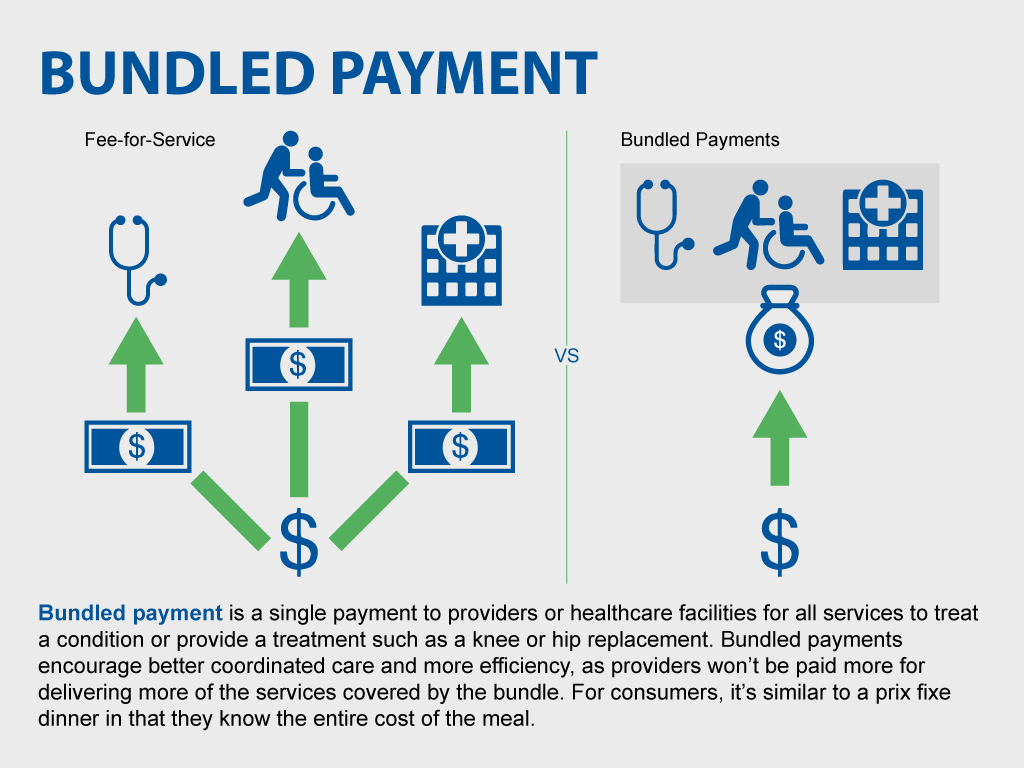 BUNDLED PAYMENT
Fee-for-Service
Bundled Payments
$
$
$
$
VS
$
$
Bundled payment is a single payment to providers or healthcare facilities for all services to treat
a condition or provide a treatment such as a knee or hip replacement. Bundled payments
encourage better coordinated care and more efficiency, as providers won’t be paid more for
delivering more of the services covered by the bundle. For consumers, it’s similar to a prix fixe
dinner in that they know the entire cost of the meal.